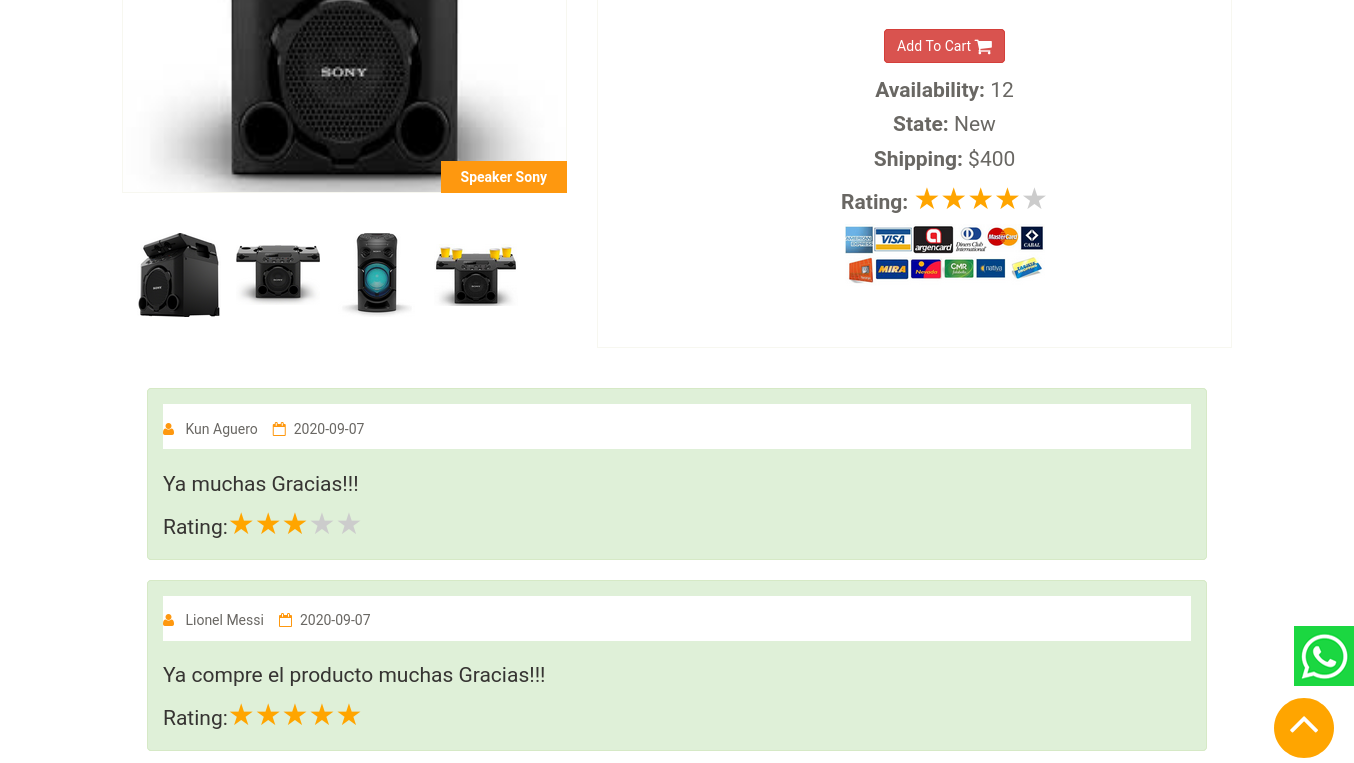 SONY
Speaker Sony
Add To Cart
Availability: 12
State: New
Shipping: $400
Rating:
VISA
argencard
Diners Club International
MasterCard
CABAL
MIRA
Nevada
CMR
nativa
Kun Aguero 2020-09-07
Ya muchas Gracias!!!
Rating:
Lionel Messi 2020-09-07
Ya compre el producto muchas Gracias!!!
Rating: